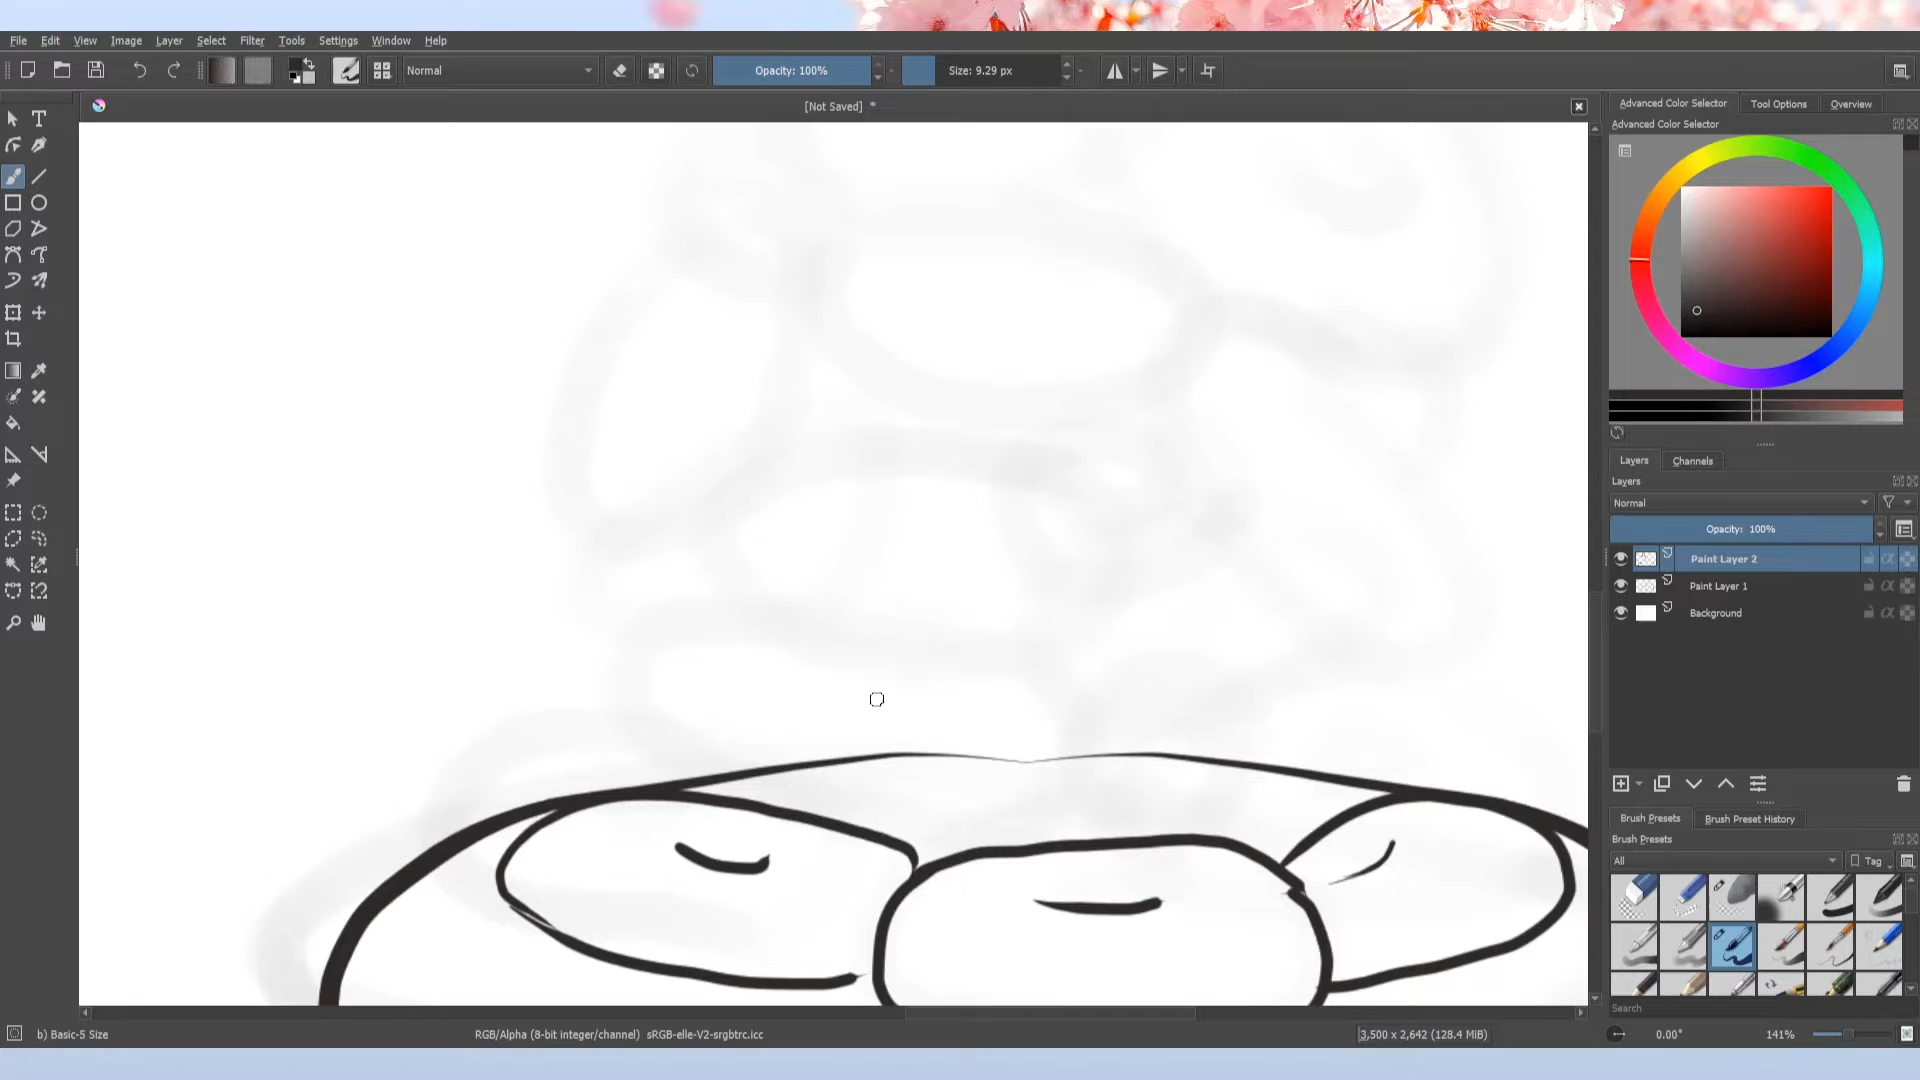 File Edit View Image Layer Select Filter Tools Settings Window Help
Normal
Opacity: 100%
Size: 9.29 px
[Not Saved] *
Advanced Color Selector
Tool Options
Overview
Advanced Color Selector
Layers
Channels
Layers
Normal
Opacity: 100%
Paint Layer 2
Paint Layer 1
Background
Brush Presets
Brush Preset History
Brush Presets
All
Tag
Search
b) Basic-5 Size
RGB/Alpha (8-bit integer/channel) sRGB-elle-V2-srgbtrc.icc
3,500 x 2,642 (128.4 MiB)
0.00°
141%